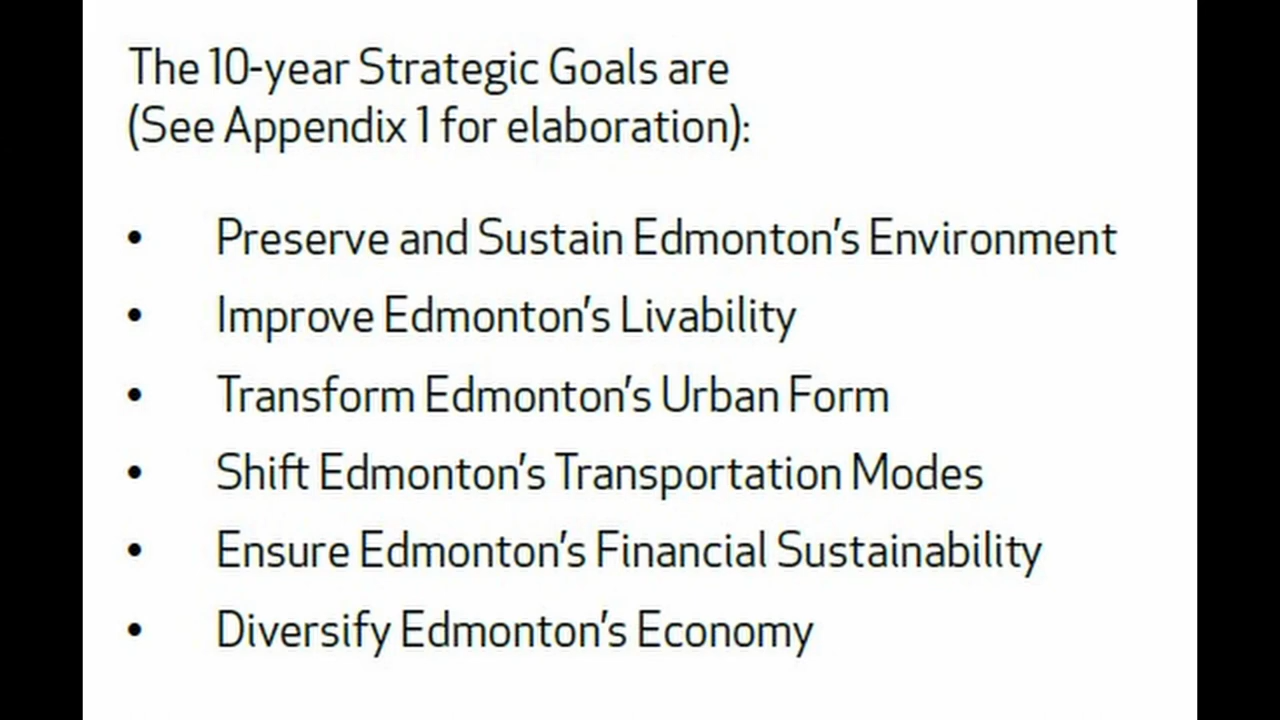 The 10-year Strategic Goals are
(See Appendix 1 for elaboration):
• Preserve and Sustain Edmonton’s Environment
• Improve Edmonton’s Livability
• Transform Edmonton’s Urban Form
• Shift Edmonton’s Transportation Modes
• Ensure Edmonton’s Financial Sustainability
• Diversify Edmonton’s Economy